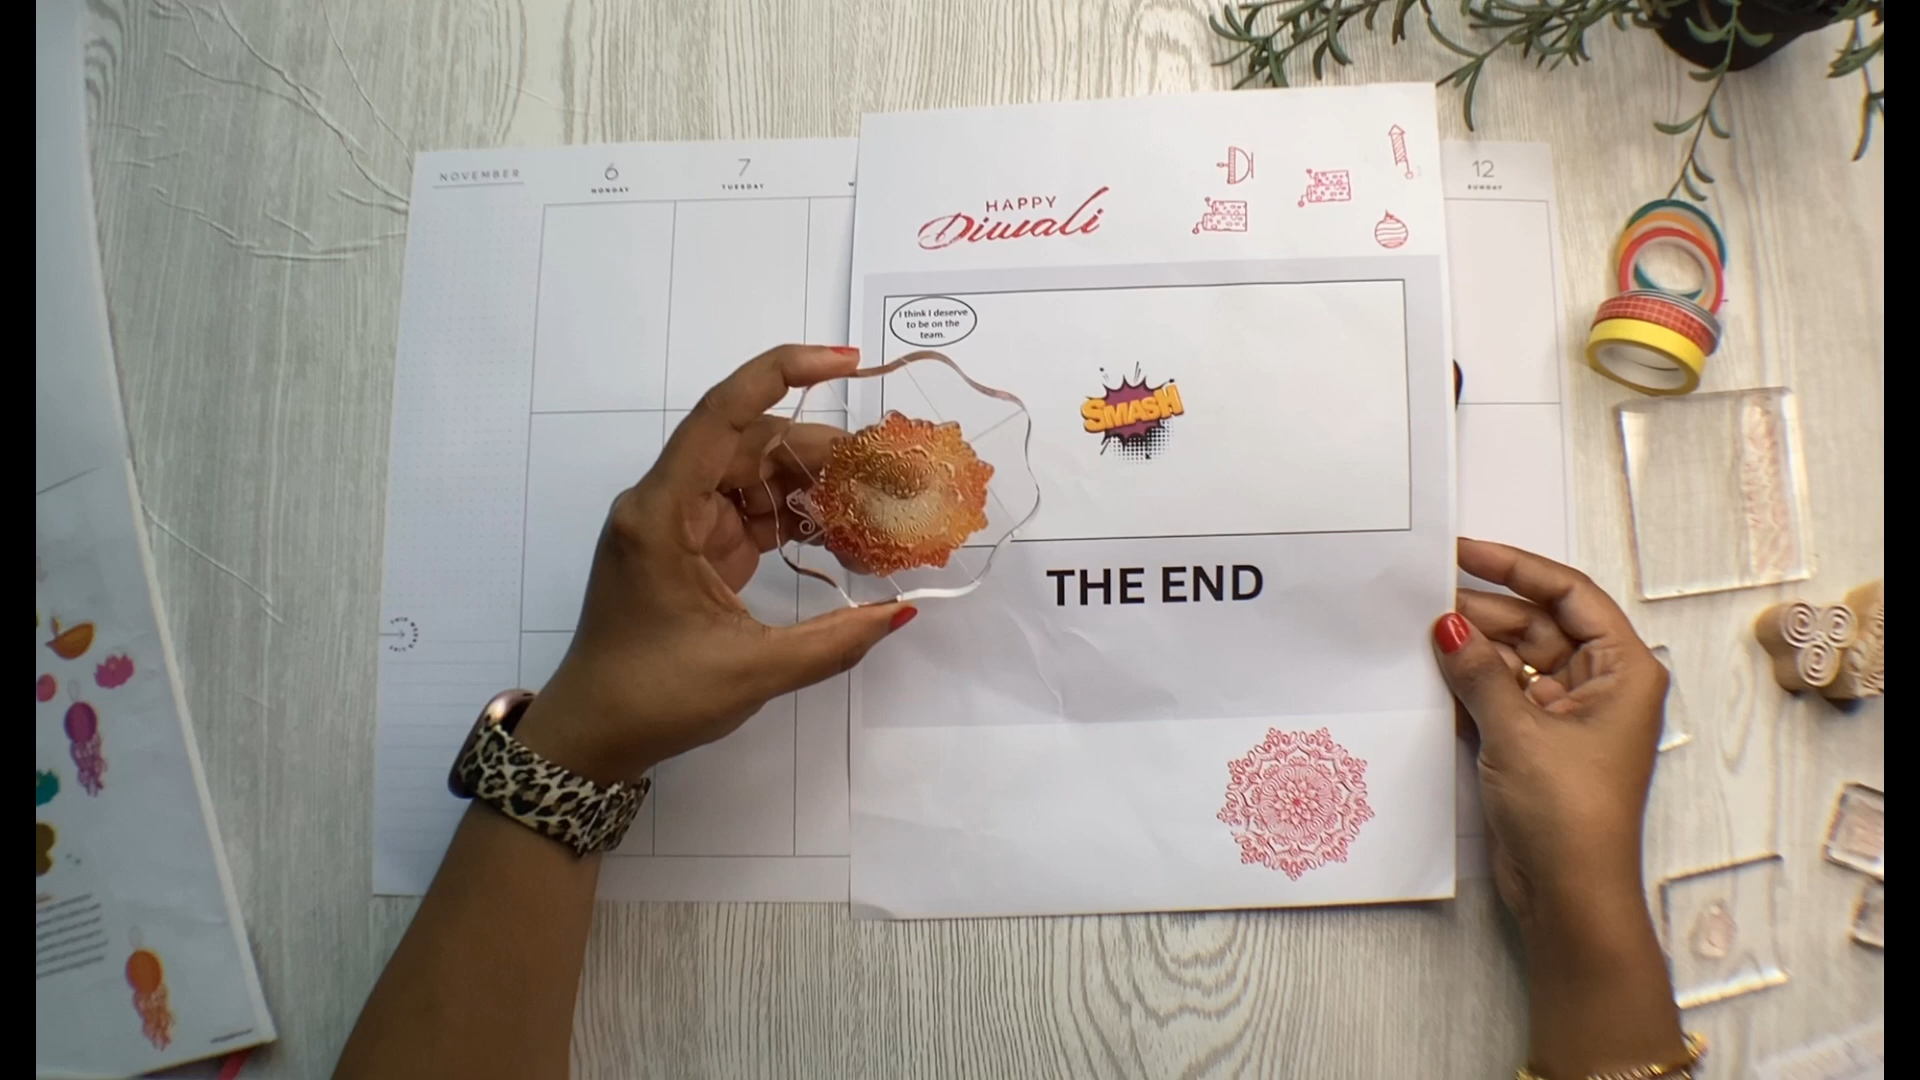 NOVEMBER
6
MONDAY
7
TUESDAY
12
SUNDAY
HAPPY
Diwali
I think I deserve
to be on the
team.
SMASH
THE END